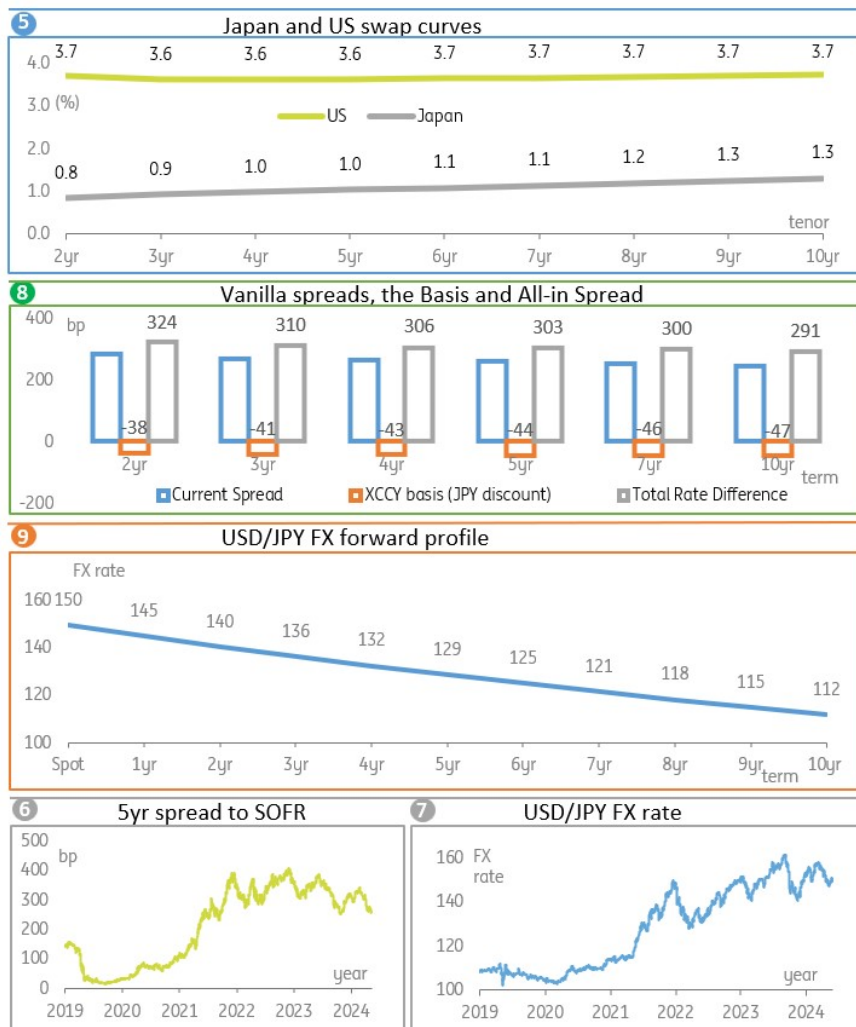 5 Japan and US swap curves
3.7 3.6 3.6 3.6 3.7 3.7 3.7 3.7 3.7
4.0
(%)
3.0
US Japan
2.0
0.8 0.9 1.0 1.0 1.1 1.1 1.2 1.3 1.3
1.0
0.0
tenor
2yr 3yr 4yr 5yr 6yr 7yr 8yr 9yr 10yr
8 Vanilla spreads, the Basis and All-in Spread
400
bp
324 310 306 303 300 291
200
-38 -41 -43 -44 -46 -47
0
2yr 3yr 4yr 5yr 7yr 10yr
term
-200
Current Spread XCCY basis (JPY discount) Total Rate Difference
9 USD/JPY FX forward profile
FX rate
160 150 145 140 136 132 129 125 121 118 115 112
140
120
100
Spot 1yr 2yr 3yr 4yr 5yr 6yr 7yr 8yr 9yr 10yr
term
6 5yr spread to SOFR
500
bp
400
300
200
100
year
0
2019 2020 2021 2022 2023 2024
7 USD/JPY FX rate
FX
rate
160
140
120
100
year
2019 2020 2021 2022 2023 2024